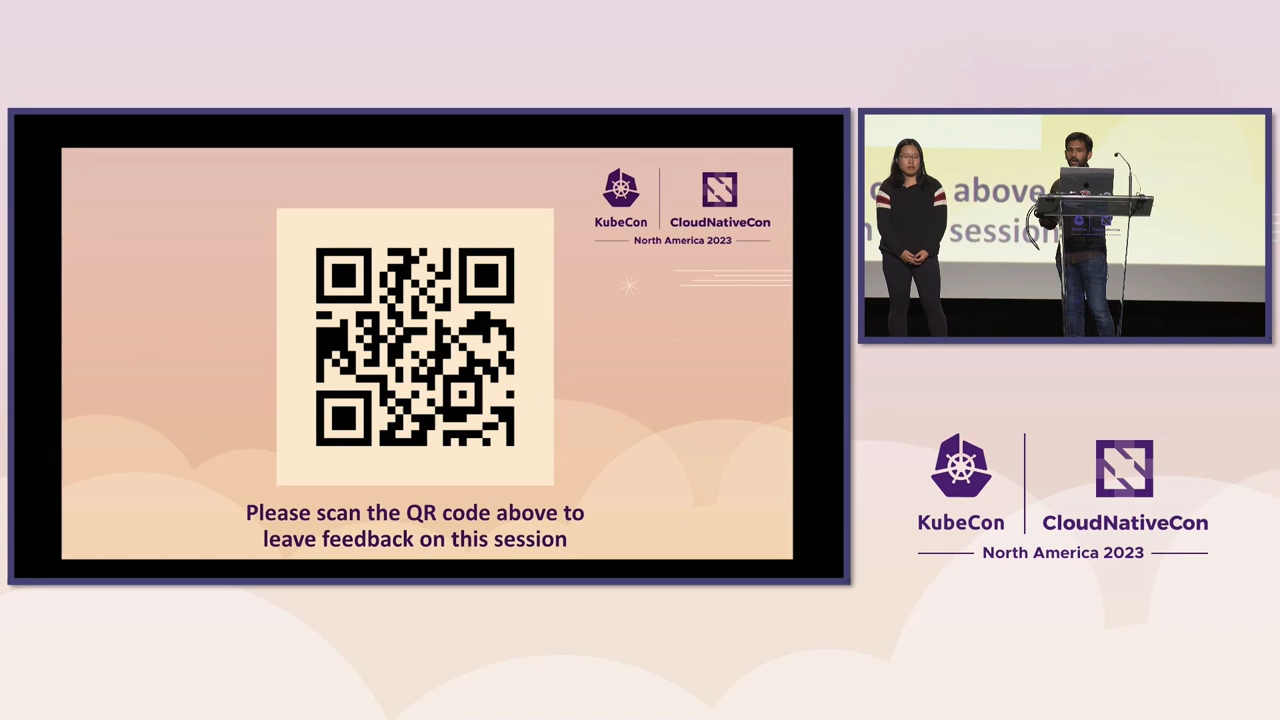 KubeCon
CloudNativeCon
North America 2023
Please scan the QR code above to
leave feedback on this session
above
session
KubeCon
CloudNativeCon
North America 2023